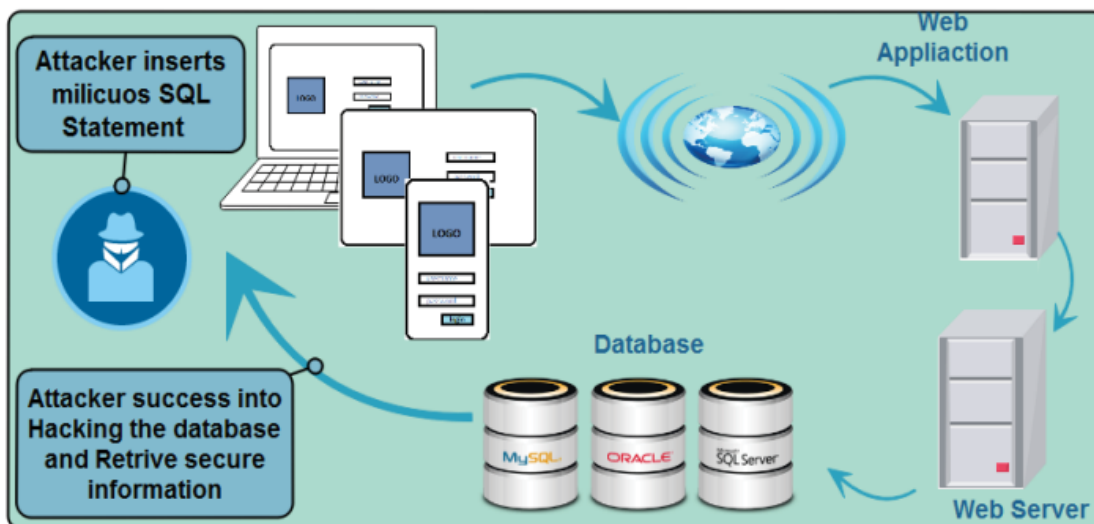 Attacker inserts
milicuos SQL
Statement
LOGO
LOGO
LOGO
Web
Appliaction
Database
MySQL
ORACLE
Microsoft
SQL Server
Web Server
Attacker success into
Hacking the database
and Retrive secure
information